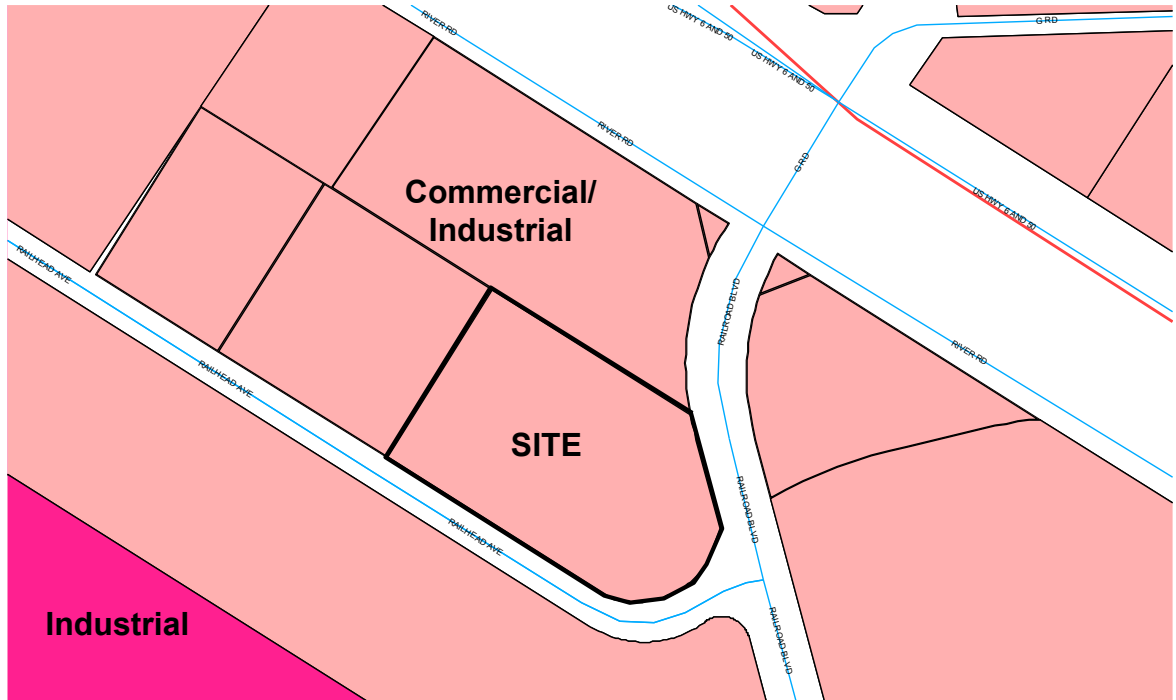 RIVER RD
US HWY 6 AND 50
G RD
US HWY 6 AND 50
RIVER RD
G RD
Commercial/
Industrial
US HWY 6 AND 50
RAILHEAD AVE
RAILROAD BLVD
RIVER RD
RAILHEAD AVE
SITE
RAILROAD BLVD
RAILHEAD AVE
Industrial
RAILROAD BLVD